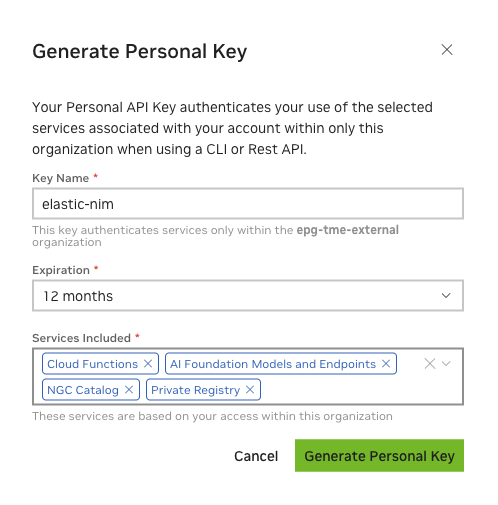 Generate Personal Key
Your Personal API Key authenticates your use of the selected
services associated with your account within only this
organization when using a CLI or Rest API.
Key Name *
elastic-nim
This key authenticates services only within the epg-tme-external
organization
Expiration *
12 months
Services Included *
Cloud Functions AI Foundation Models and Endpoints
NGC Catalog Private Registry
These services are based on your access within this organization
Cancel Generate Personal Key